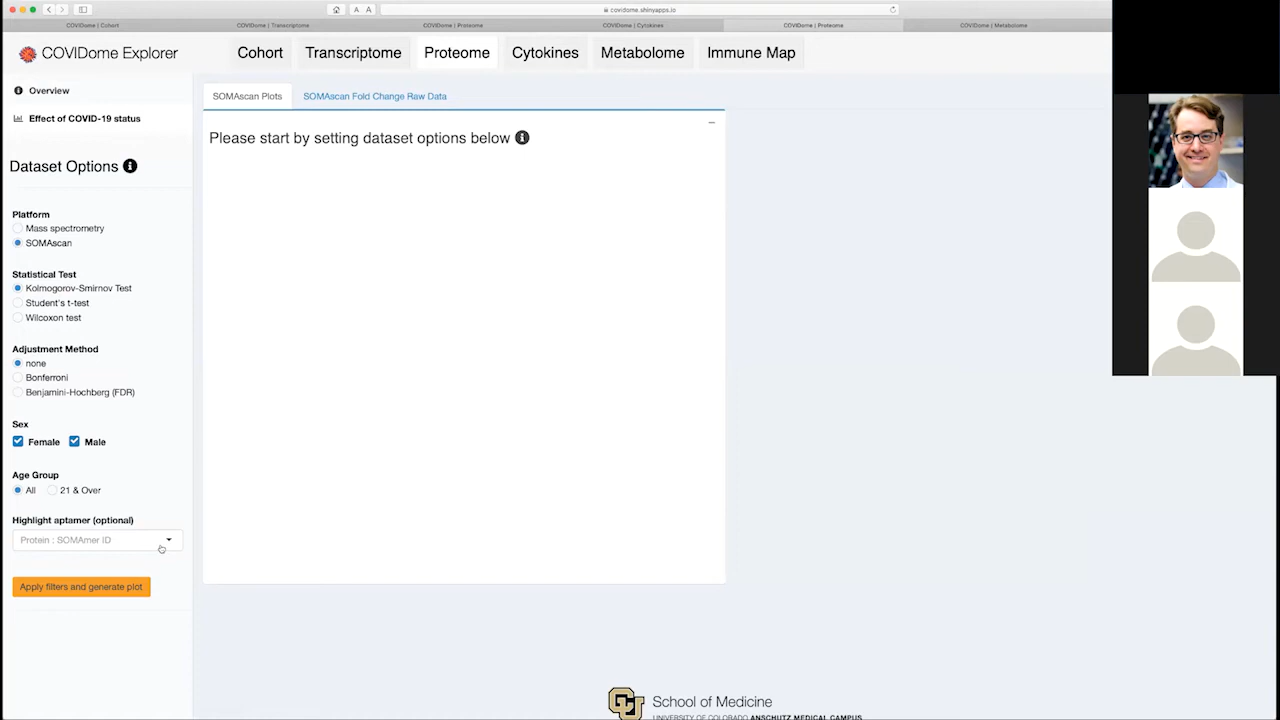 covidome.shinyapps.io
COVIDome | Cohort
COVIDome | Transcriptome
COVIDome | Proteome
COVIDome | Cytokines
COVIDome | Proteome
COVIDome | Metabolome
COVIDome Explorer
Cohort
Transcriptome
Proteome
Cytokines
Metabolome
Immune Map
Overview
Effect of COVID-19 status
Dataset Options
Platform
Mass spectrometry
SOMAscan
Statistical Test
Kolmogorov-Smirnov Test
Student's t-test
Wilcoxon test
Adjustment Method
none
Bonferroni
Benjamini-Hochberg (FDR)
Sex
Female Male
Age Group
All 21 & Over
Highlight aptamer (optional)
Protein : SOMAmer ID
Apply filters and generate plot
SOMAscan Plots
SOMAscan Fold Change Raw Data
Please start by setting dataset options below
School of Medicine
UNIVERSITY OF COLORADO ANSCHUTZ MEDICAL CAMPUS